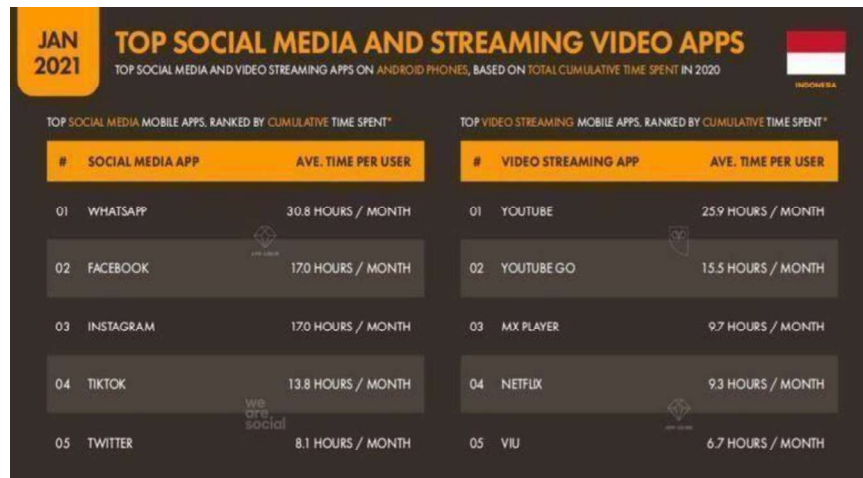 JAN
2021
TOP SOCIAL MEDIA AND STREAMING VIDEO APPS
TOP SOCIAL MEDIA AND VIDEO STREAMING APPS ON ANDROID PHONES, BASED ON TOTAL CUMULATIVE TIME SPENT IN 2020
INDONESIA
TOP SOCIAL MEDIA MOBILE APPS, RANKED BY CUMULATIVE TIME SPENT*
# SOCIAL MEDIA APP AVE. TIME PER USER
01 WHATSAPP 30.8 HOURS / MONTH
02 FACEBOOK 17.0 HOURS / MONTH
03 INSTAGRAM 17.0 HOURS / MONTH
04 TIKTOK 13.8 HOURS / MONTH
we
are
social
05 TWITTER 8.1 HOURS / MONTH
TOP VIDEO STREAMING MOBILE APPS, RANKED BY CUMULATIVE TIME SPENT*
# VIDEO STREAMING APP AVE. TIME PER USER
01 YOUTUBE 25.9 HOURS / MONTH
02 YOUTUBE GO 15.5 HOURS / MONTH
03 MX PLAYER 9.7 HOURS / MONTH
04 NETFLIX 9.3 HOURS / MONTH
05 VIU 6.7 HOURS / MONTH